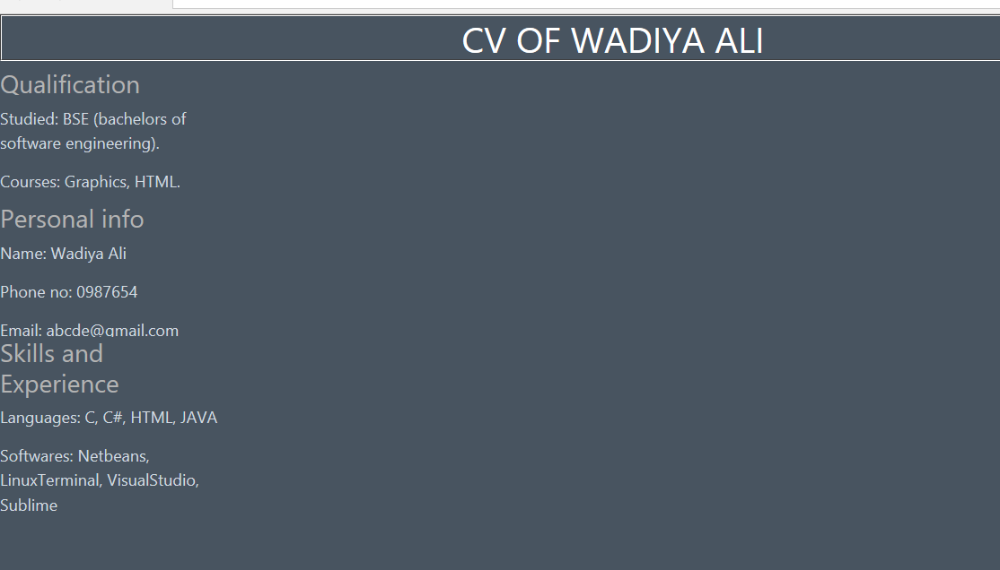 CV OF WADIYA ALI
Qualification
Studied: BSE (bachelors of
software engineering).
Courses: Graphics, HTML.
Personal info
Name: Wadiya Ali
Phone no: 0987654
Email: abcde@gmail.com
Skills and
Experience
Languages: C, C#, HTML, JAVA
Softwares: Netbeans,
LinuxTerminal, VisualStudio,
Sublime